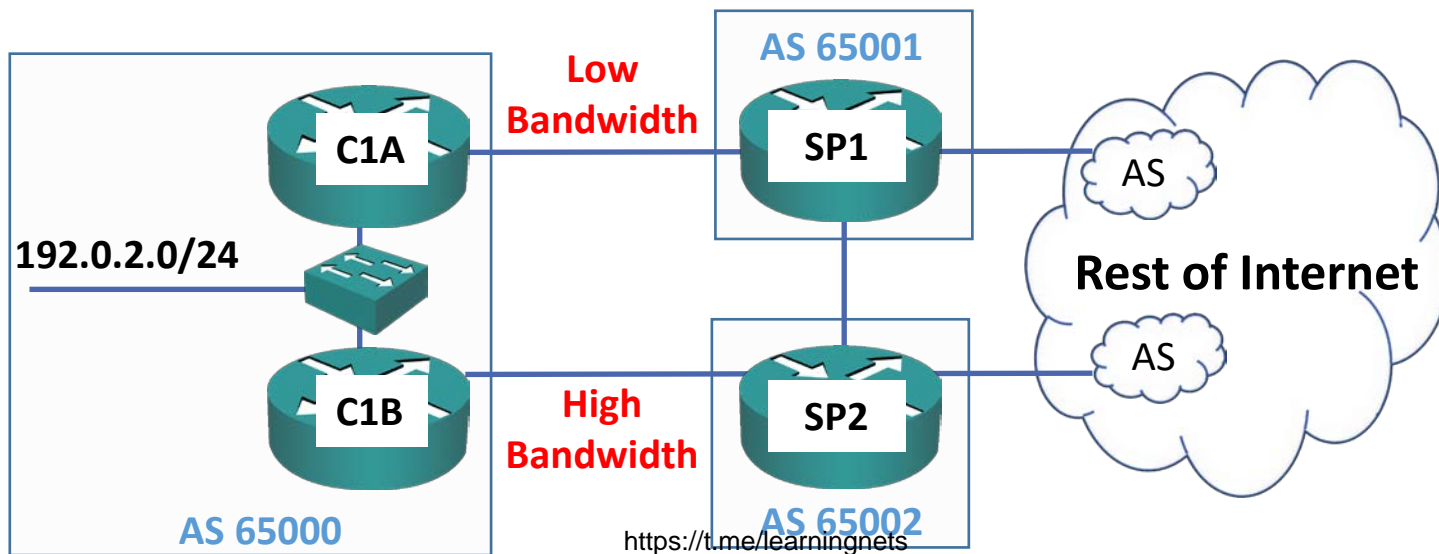 AS 65001
Low
Bandwidth
C1A
SP1
AS
192.0.2.0/24
Rest of Internet
AS
C1B
High
Bandwidth
SP2
AS 65000
AS 65002
https://t.me/learningnets